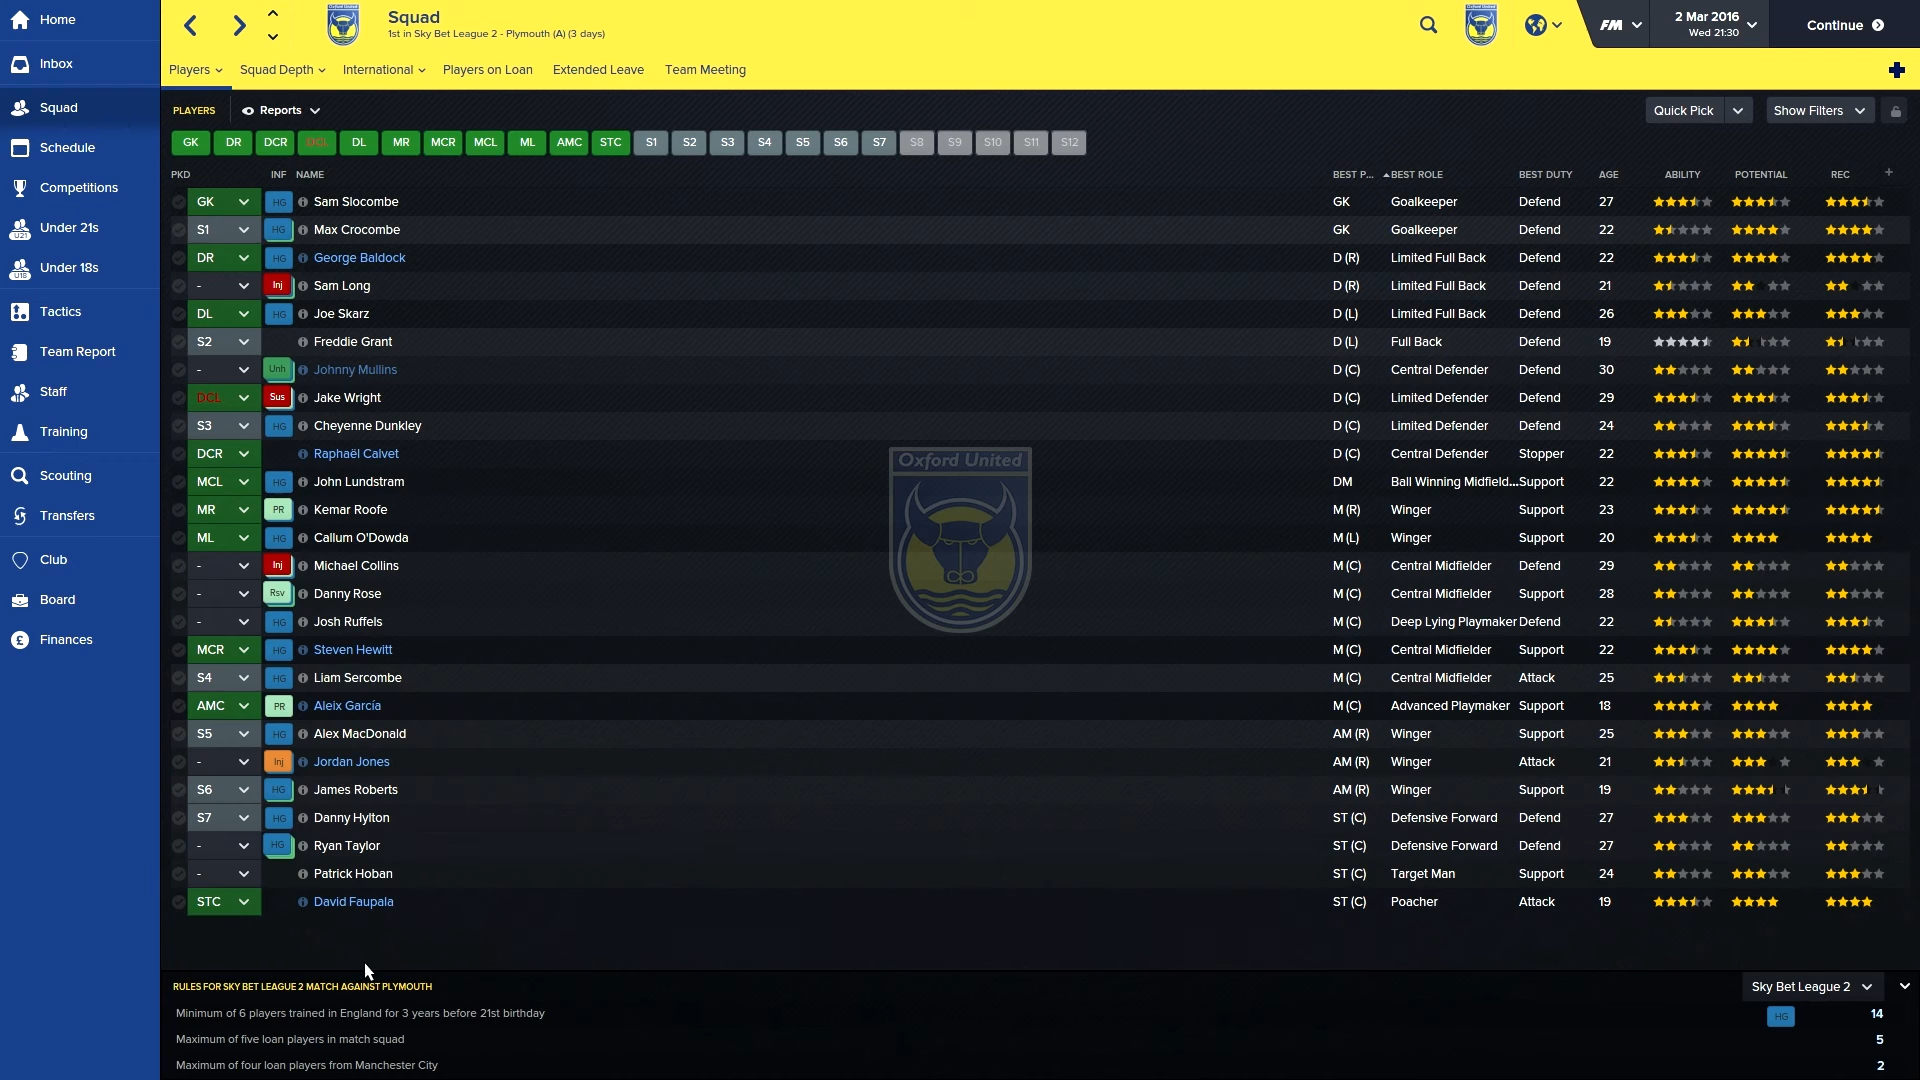 Home
Inbox
Squad
Schedule
Competitions
Under 21s
Under 18s
Tactics
Team Report
Staff
Training
Scouting
Transfers
Club
Board
Finances
Squad
1st in Sky Bet League 2 - Plymouth (A) (3 days)
FM
2 Mar 2016
Wed 21:30
Continue
Players Squad Depth International Players on Loan Extended Leave Team Meeting
PLAYERS Reports Quick Pick Show Filters
GK DR DCR DCL DL MR MCR MCL ML AMC STC S1 S2 S3 S4 S5 S6 S7 S8 S9 S10 S11 S12
PKD INF NAME BEST P... BEST ROLE BEST DUTY AGE ABILITY POTENTIAL REC
GK HG Sam Slocombe GK Goalkeeper Defend 27
S1 HG Max Crocombe GK Goalkeeper Defend 22
DR HG George Baldock D (R) Limited Full Back Defend 22
- Inj Sam Long D (R) Limited Full Back Defend 21
DL HG Joe Skarz D (L) Limited Full Back Defend 26
S2 Freddie Grant D (L) Full Back Defend 19
- Unh Johnny Mullins D (C) Central Defender Defend 30
DCL Sus Jake Wright D (C) Limited Defender Defend 29
S3 HG Cheyenne Dunkley D (C) Limited Defender Defend 24
DCR Raphaël Calvet D (C) Central Defender Stopper 22
MCL HG John Lundstram DM Ball Winning Midfield... Support 22
MR PR Kemar Roofe M (R) Winger Support 23
ML HG Callum O'Dowda M (L) Winger Support 20
- Inj Michael Collins M (C) Central Midfielder Defend 29
- Rsv Danny Rose M (C) Central Midfielder Support 28
- HG Josh Ruffels M (C) Deep Lying Playmaker Defend 22
MCR HG Steven Hewitt M (C) Central Midfielder Support 22
S4 HG Liam Sercombe M (C) Central Midfielder Attack 25
AMC PR Aleix García M (C) Advanced Playmaker Support 18
S5 HG Alex MacDonald AM (R) Winger Support 25
- Inj Jordan Jones AM (R) Winger Attack 21
S6 HG James Roberts AM (R) Winger Support 19
S7 HG Danny Hylton ST (C) Defensive Forward Defend 27
- HG Ryan Taylor ST (C) Defensive Forward Defend 27
- Patrick Hoban ST (C) Target Man Support 24
STC David Faupala ST (C) Poacher Attack 19
Oxford United
RULES FOR SKY BET LEAGUE 2 MATCH AGAINST PLYMOUTH Sky Bet League 2
Minimum of 6 players trained in England for 3 years before 21st birthday HG 14
Maximum of five loan players in match squad 5
Maximum of four loan players from Manchester City 2